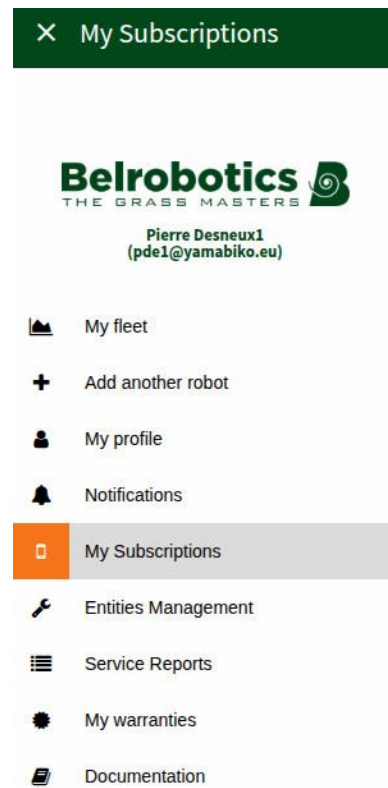 My Subscriptions
Belrobotics
THE GRASS MASTERS
Pierre Desneux1
(pde1@yamabiko.eu)
My fleet
Add another robot
My profile
Notifications
My Subscriptions
Entities Management
Service Reports
My warranties
Documentation